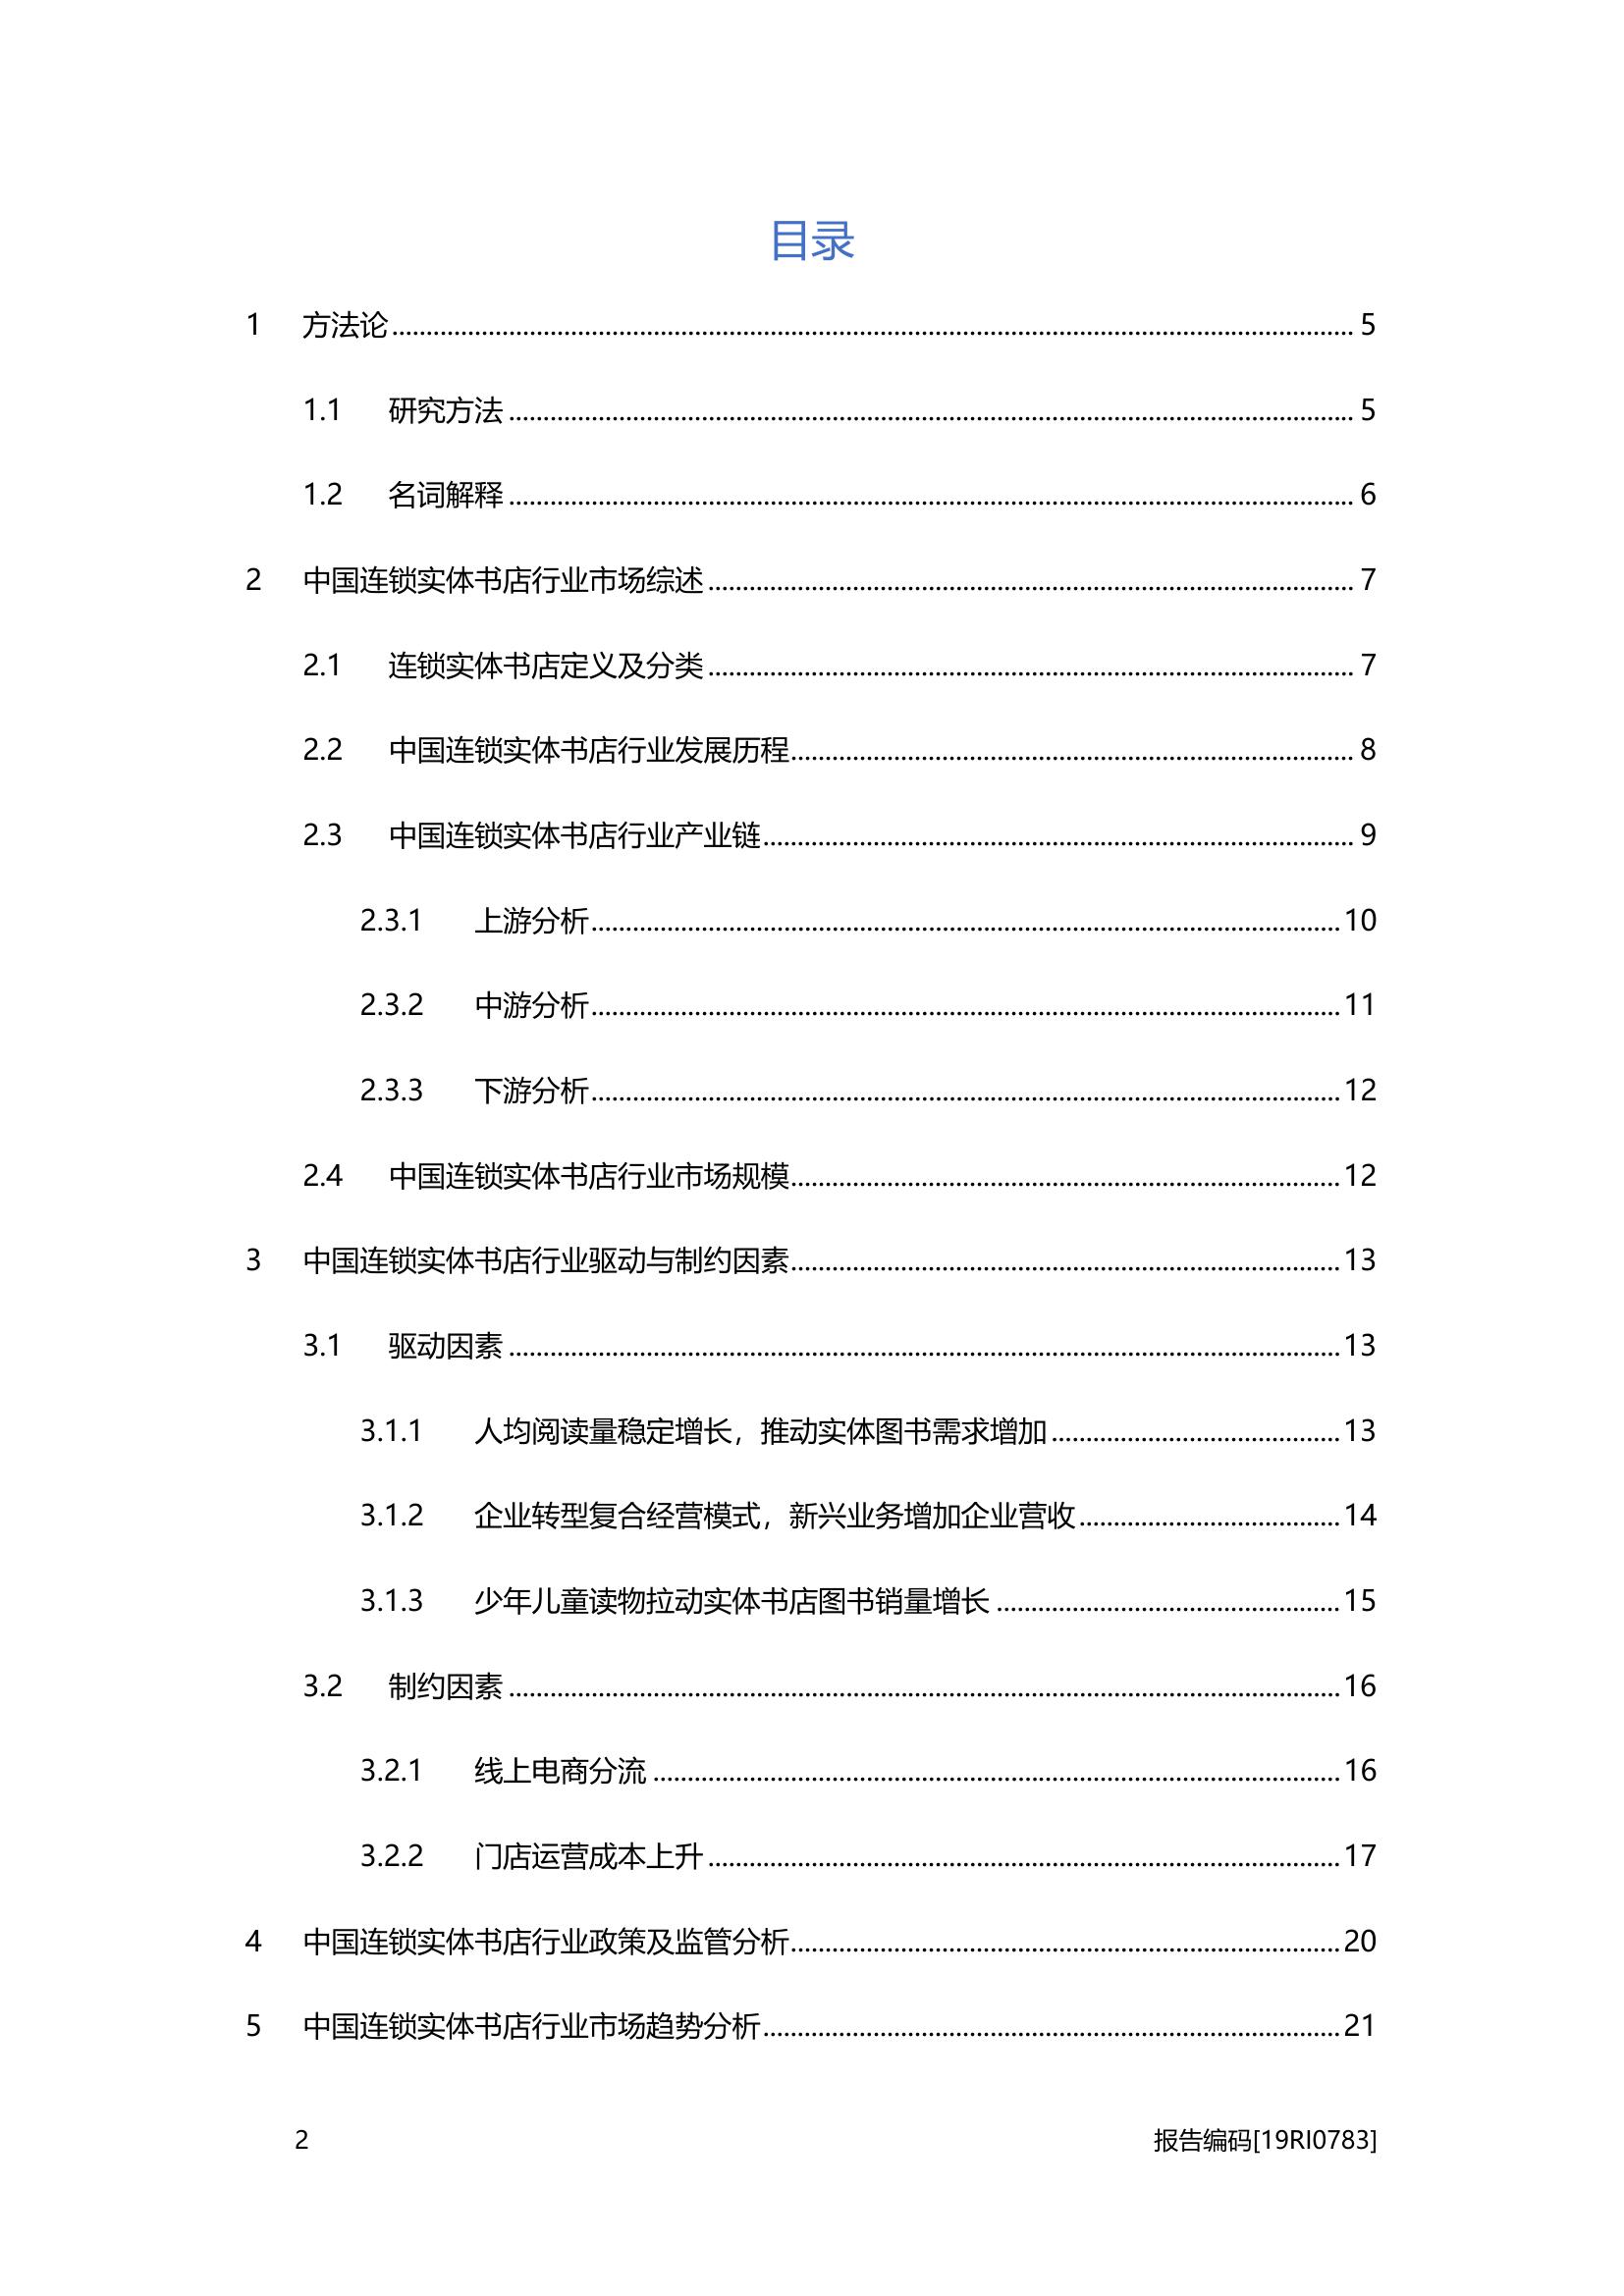 目录
1 方法论 5
1.1 研究方法 5
1.2 名词解释 6
2 中国连锁实体书店行业市场综述 7
2.1 连锁实体书店定义及分类 7
2.2 中国连锁实体书店行业发展历程 8
2.3 中国连锁实体书店行业产业链 9
2.3.1 上游分析 10
2.3.2 中游分析 11
2.3.3 下游分析 12
2.4 中国连锁实体书店行业市场规模 12
3 中国连锁实体书店行业驱动与制约因素 13
3.1 驱动因素 13
3.1.1 人均阅读量稳定增长，推动实体图书需求增加 13
3.1.2 企业转型复合经营模式，新兴业务增加企业营收 14
3.1.3 少年儿童读物拉动实体书店图书销量增长 15
3.2 制约因素 16
3.2.1 线上电商分流 16
3.2.2 门店运营成本上升 17
4 中国连锁实体书店行业政策及监管分析 20
5 中国连锁实体书店行业市场趋势分析 21
2 报告编码[19RI0783]